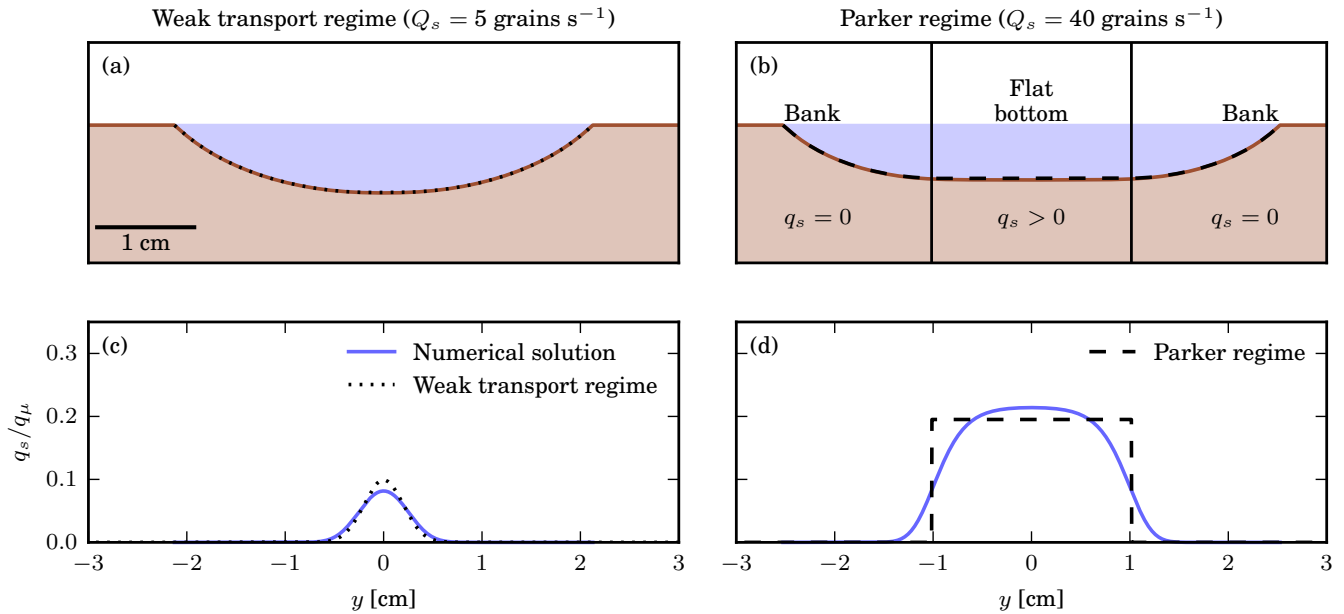 Weak transport regime (Q_s = 5 grains s⁻¹)
Parker regime (Q_s = 40 grains s⁻¹)
(a)
1 cm
(b)
Bank
Flat
bottom
Bank
q_s = 0
q_s > 0
q_s = 0
(c)
Numerical solution
Weak transport regime
q_s/q_μ
0.3
0.2
0.1
0.0
−3
−2
−1
0
1
2
3
y [cm]
(d)
Parker regime
−3
−2
−1
0
1
2
3
y [cm]